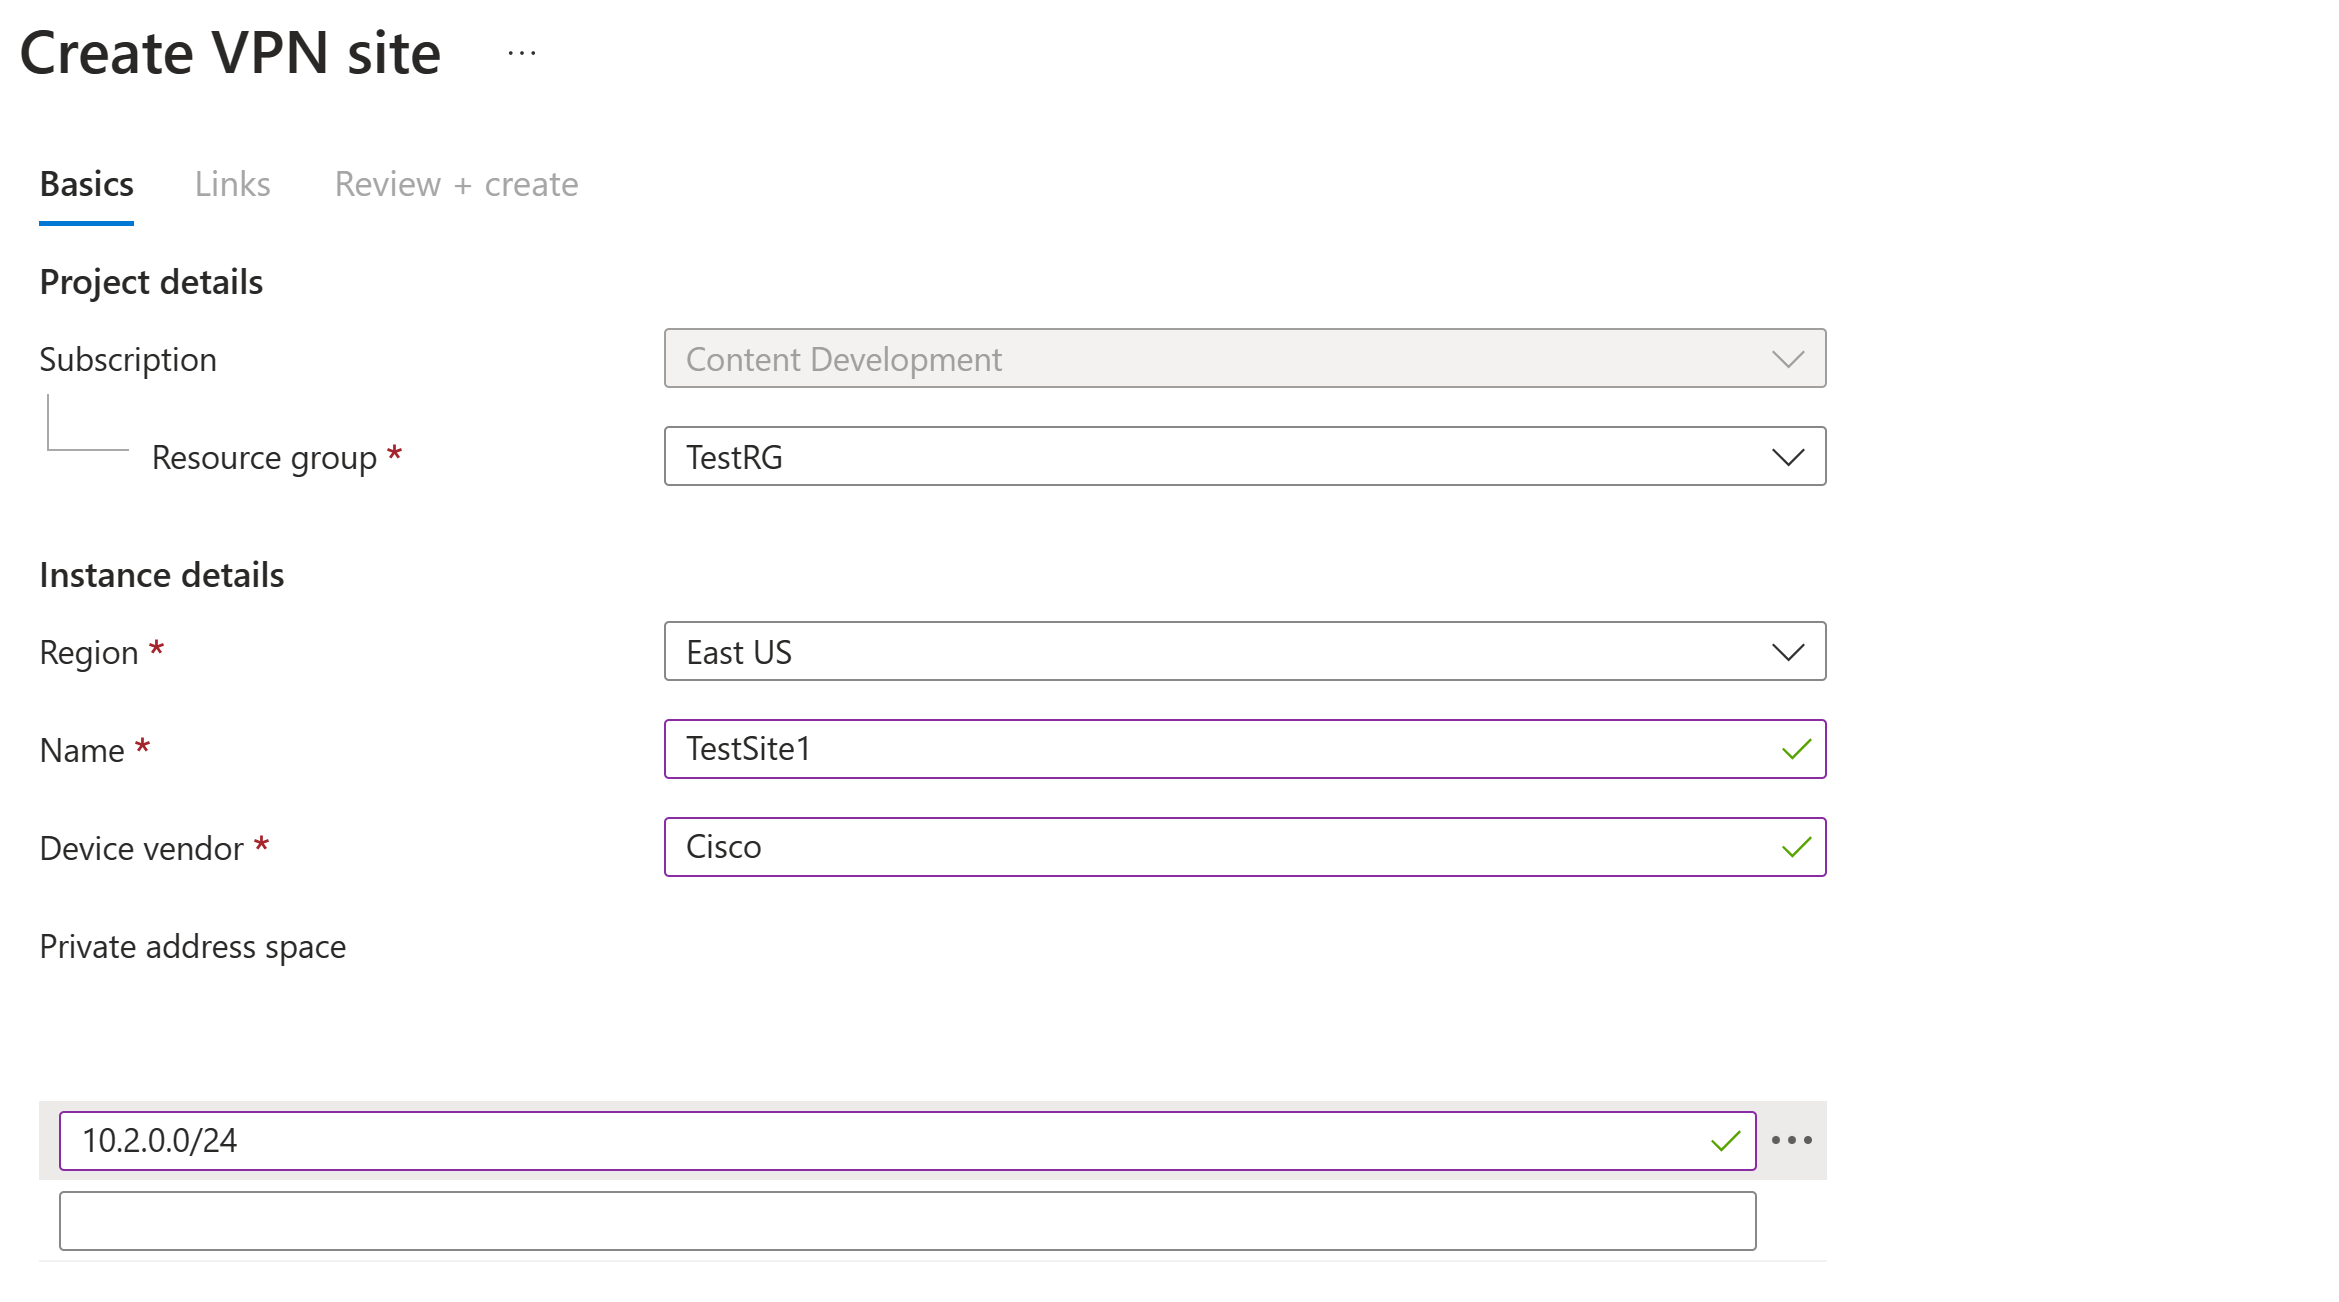 Create VPN site ...
Basics Links Review + create
Project details
Subscription Content Development
Resource group * TestRG
Instance details
Region * East US
Name * TestSite1
Device vendor * Cisco
Private address space
10.2.0.0/24